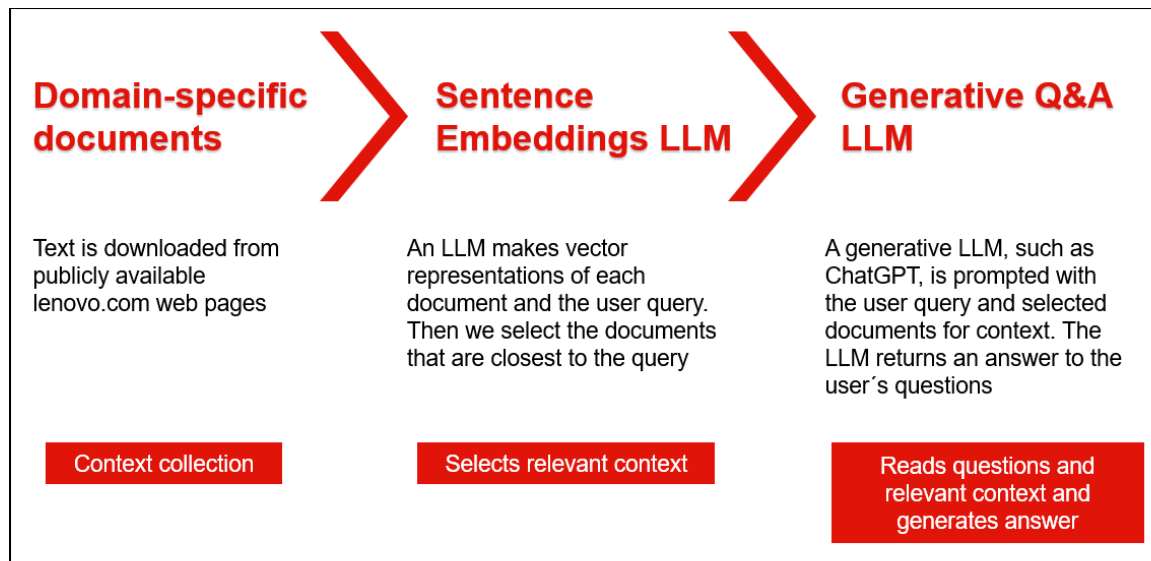 Domain-specific
documents
Sentence
Embeddings LLM
Generative Q&A
LLM
Text is downloaded from
publicly available
lenovo.com web pages
An LLM makes vector
representations of each
document and the user query.
Then we select the documents
that are closest to the query
A generative LLM, such as
ChatGPT, is prompted with
the user query and selected
documents for context. The
LLM returns an answer to the
user´s questions
Context collection
Selects relevant context
Reads questions and
relevant context and
generates answer